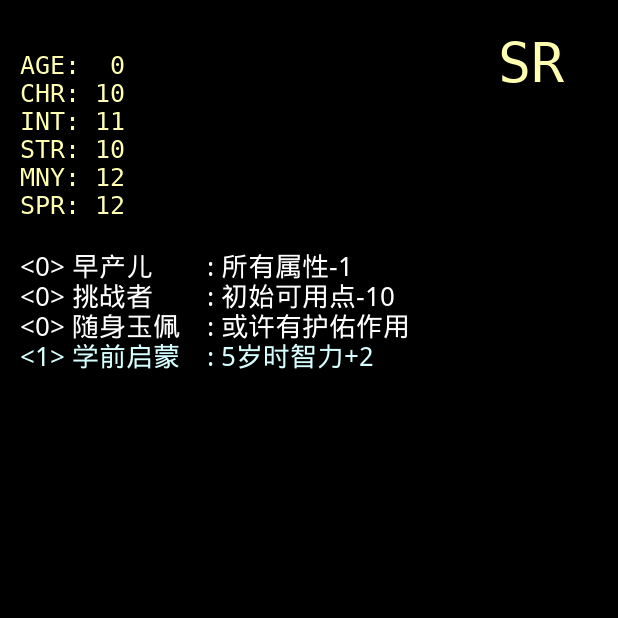 SR
AGE:  0
CHR: 10
INT: 11
STR: 10
MNY: 12
SPR: 12
<0> 早产儿 : 所有属性-1
<0> 挑战者 : 初始可用点-10
<0> 随身玉佩 : 或许有护佑作用
<1> 学前启蒙 : 5岁时智力+2